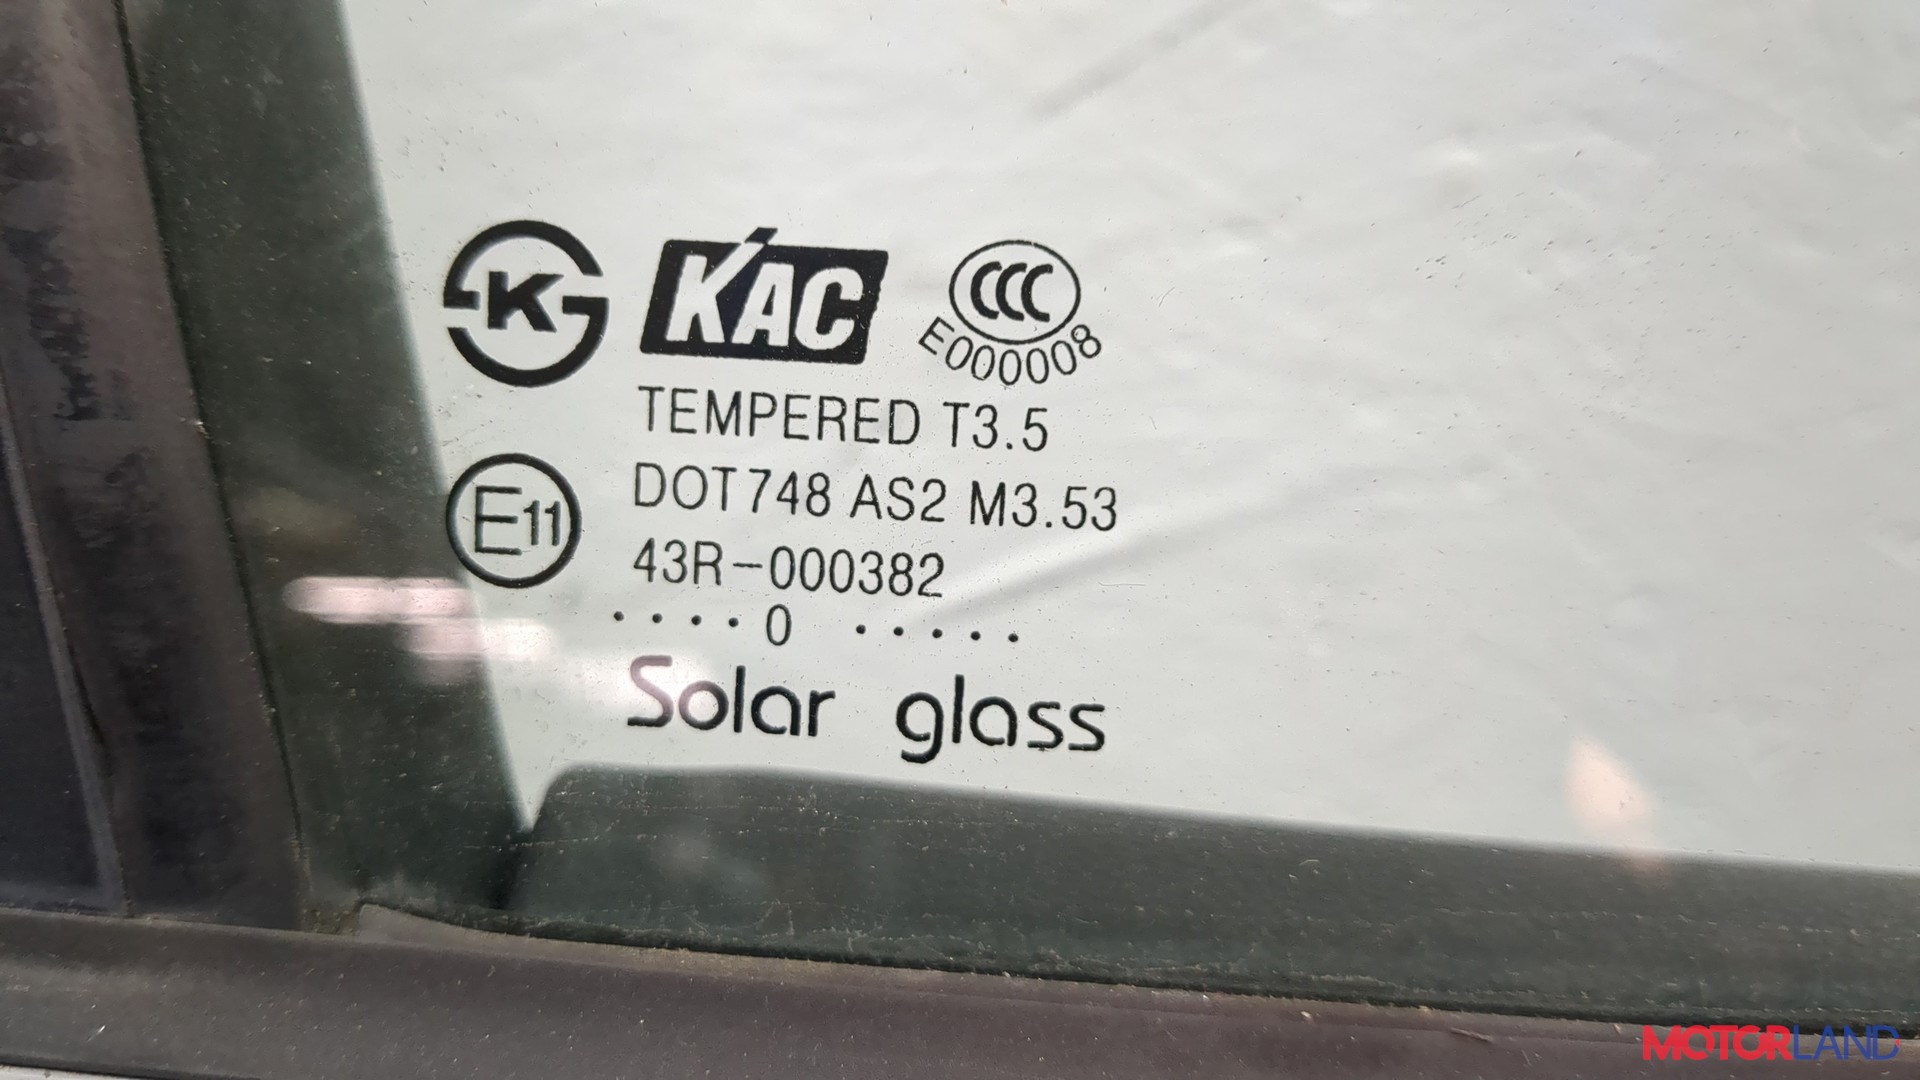 K
KAC
CCC
E000008
TEMPERED T3.5
E11
DOT748 AS2 M3.53
43R-000382
....0 .....
Solar glass
MOTORLAND